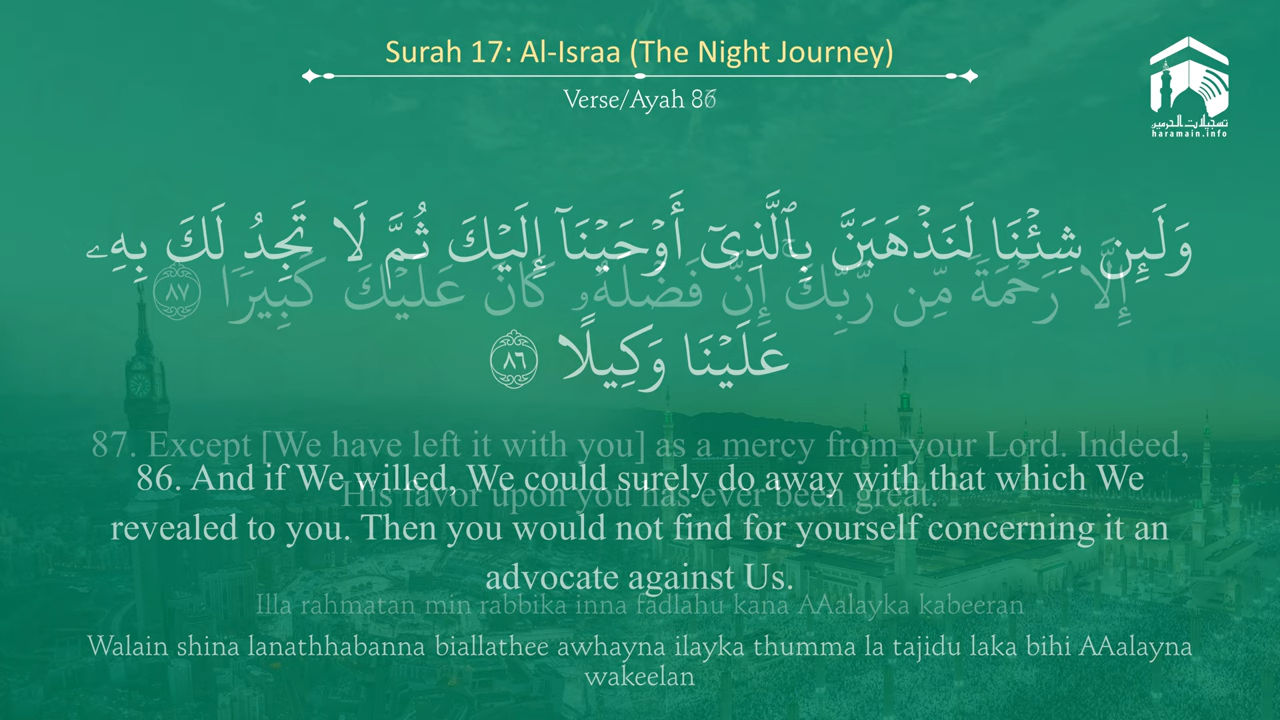 Surah 17: Al-Israa (The Night Journey)
Verse/Ayah 86
تسجيلات الحرمين
haramain.info
وَلَئِن شِئْنَا لَنَذْهَبَنَّ بِٱلَّذِىٓ أَوْحَيْنَآ إِلَيْكَ ثُمَّ لَا تَجِدُ لَكَ بِهِۦ
إِلَّا رَحْمَةً مِّن رَّبِّكَ إِنَّ فَضْلَهُۥ كَانَ عَلَيْكَ كَبِيرًا ٨٧
عَلَيْنَا وَكِيلًا ٨٦
87. Except [We have left it with you] as a mercy from your Lord. Indeed,
86. And if We willed, We could surely do away with that which We
His favor upon you has ever been great.
revealed to you. Then you would not find for yourself concerning it an
advocate against Us.
Illa rahmatan min rabbika inna fadlahu kana AAalayka kabeeran
Walain shina lanathhabanna biallathee awhayna ilayka thumma la tajidu laka bihi AAalayna
wakeelan